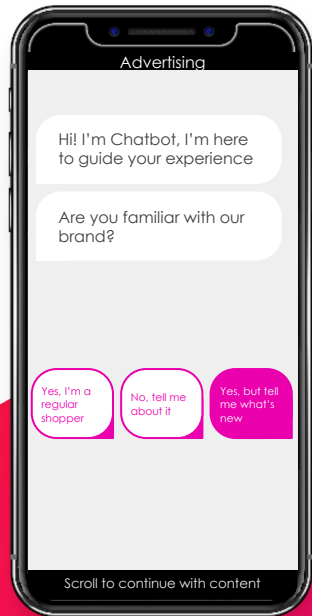 Advertising
Hi! I'm Chatbot, I'm here
to guide your experience
Are you familiar with our
brand?
Yes, I'm a
regular
shopper
No, tell me
about it
Yes, but tell
me what's
new
Scroll to continue with content